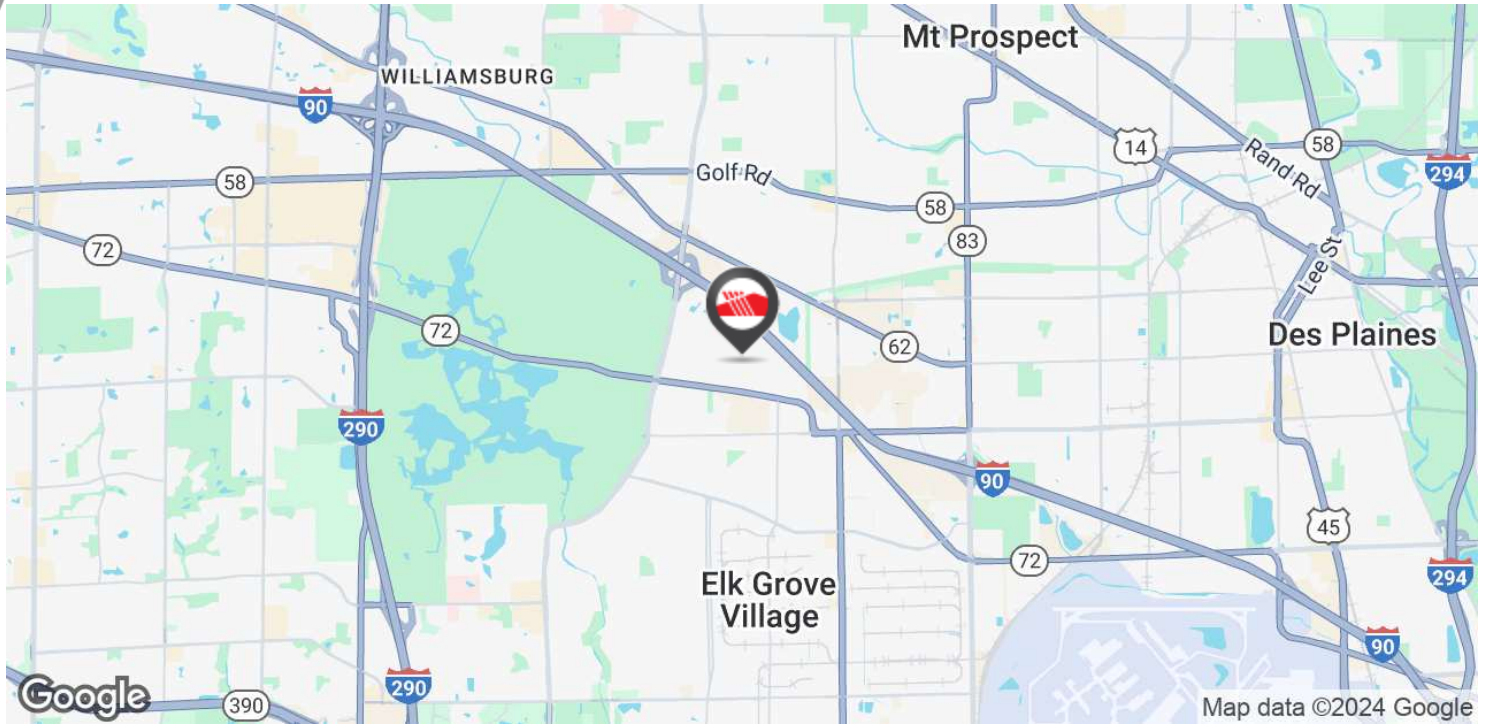 Mt Prospect
WILLIAMSBURG
90
14
58
Rand Rd
294
58
Golf Rd
58
72
83
Lee St
72
62
Des Plaines
290
90
45
72
294
Elk Grove
Village
90
290
390
Google
Map data ©2024 Google